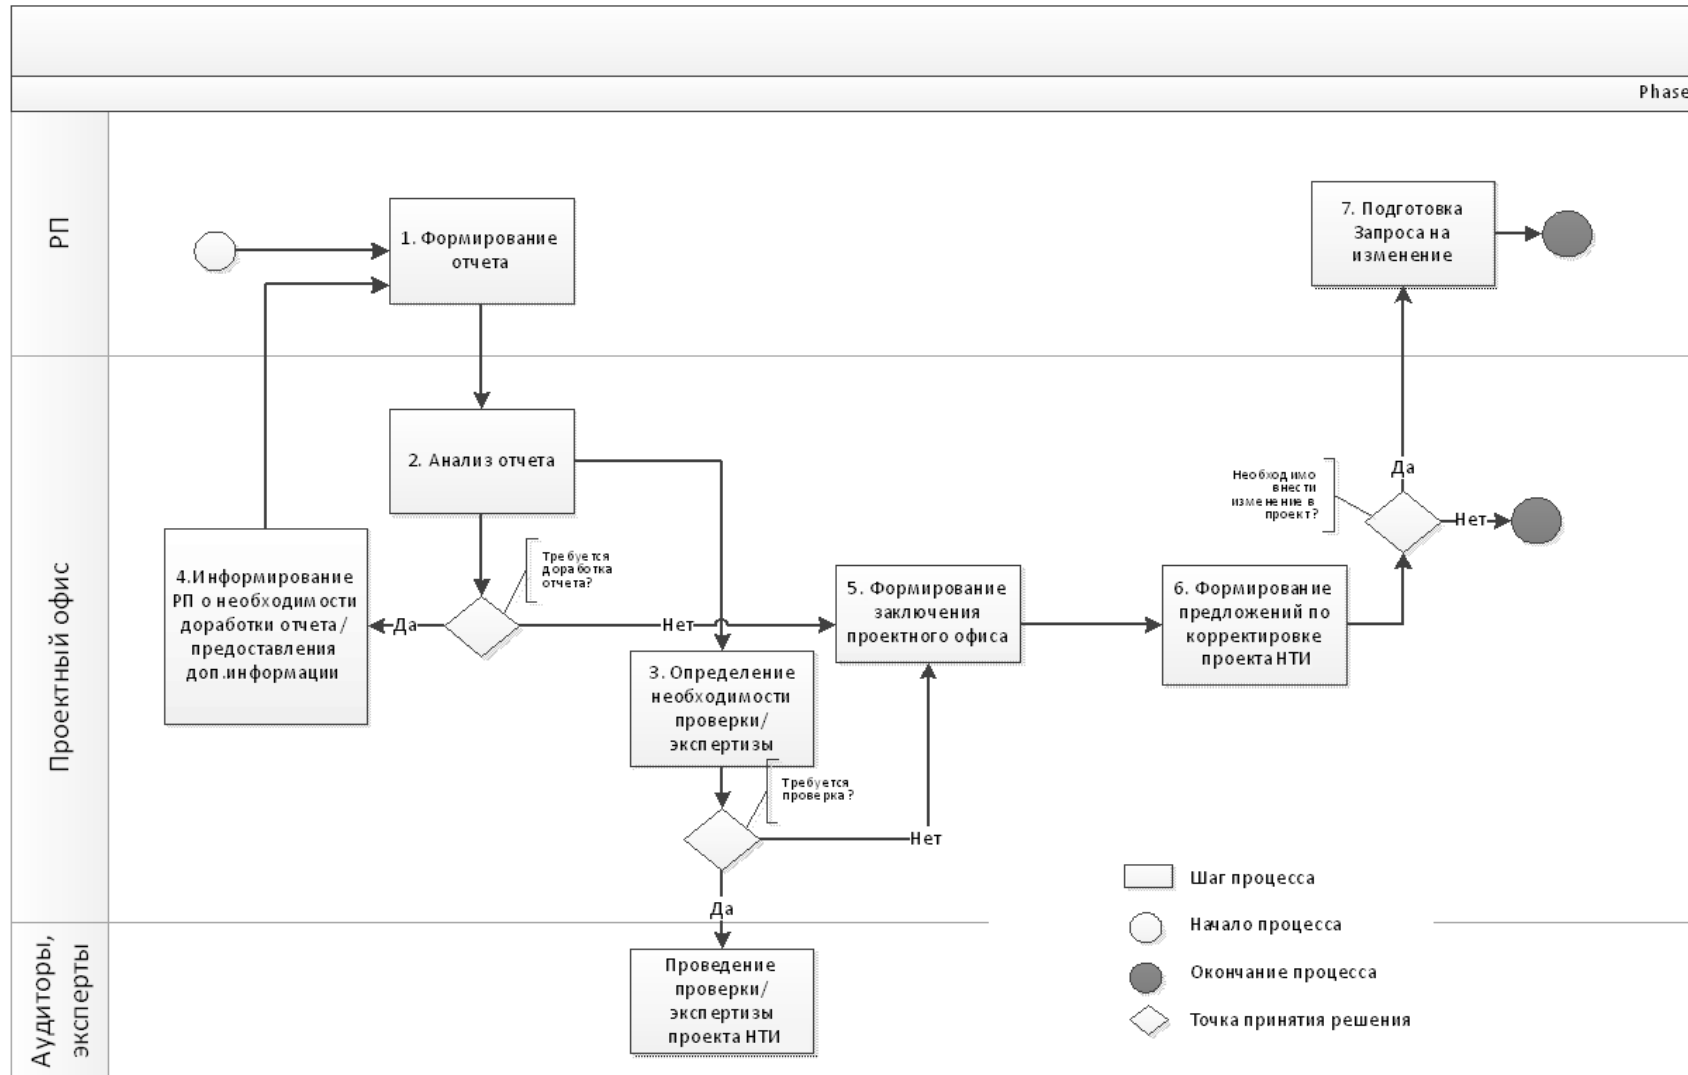 Phase
РП
1. Формирование
отчета
7. Подготовка
Запроса на
изменение
Проектный офис
2. Анализ отчета
Требуется
доработка
отчета?
4.Информирование
РП о необходимости
доработки отчета/
предоставления
доп.информации
Да
Нет
3. Определение
необходимости
проверки/
экспертизы
Требуется
проверка?
Нет
Да
5. Формирование
заключения
проектного офиса
6. Формирование
предложений по
корректировке
проекта НТИ
Необходимо
внести
изменение в
проект?
Да
Нет
Аудиторы,
эксперты
Проведение
проверки/
экспертизы
проекта НТИ
Шаг процесса
Начало процесса
Окончание процесса
Точка принятия решения